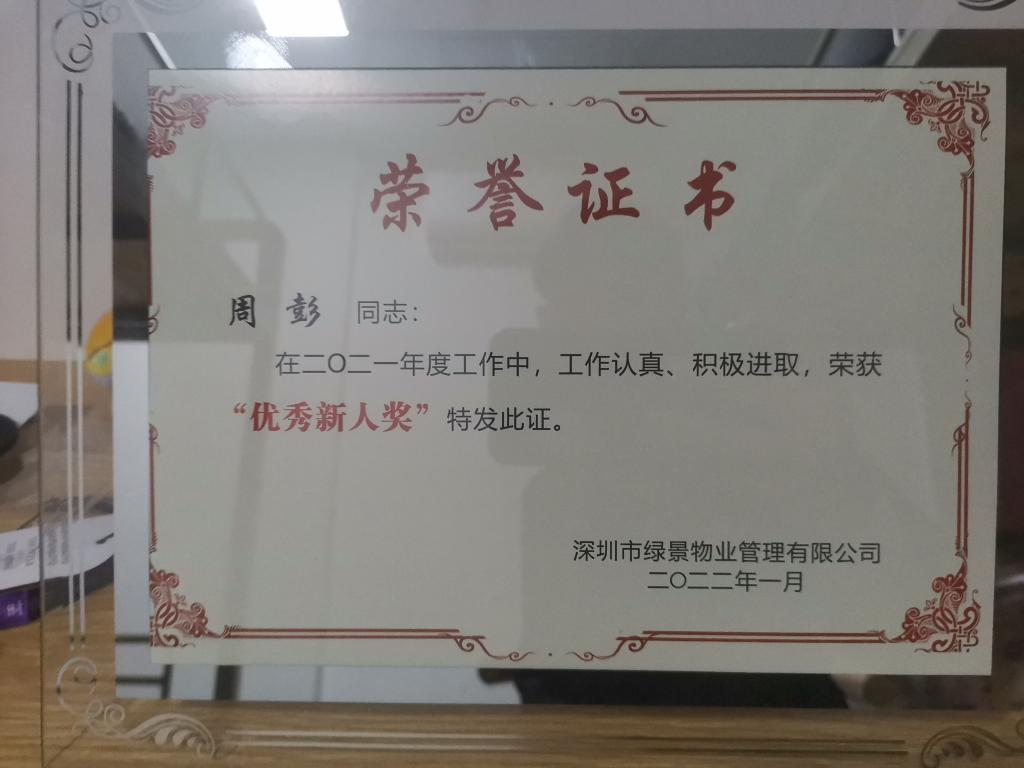 荣誉证书
周彭 同志：
在二〇二一年度工作中，工作认真、积极进取，荣获
“优秀新人奖”特发此证。
深圳市绿景物业管理有限公司
二〇二二年一月